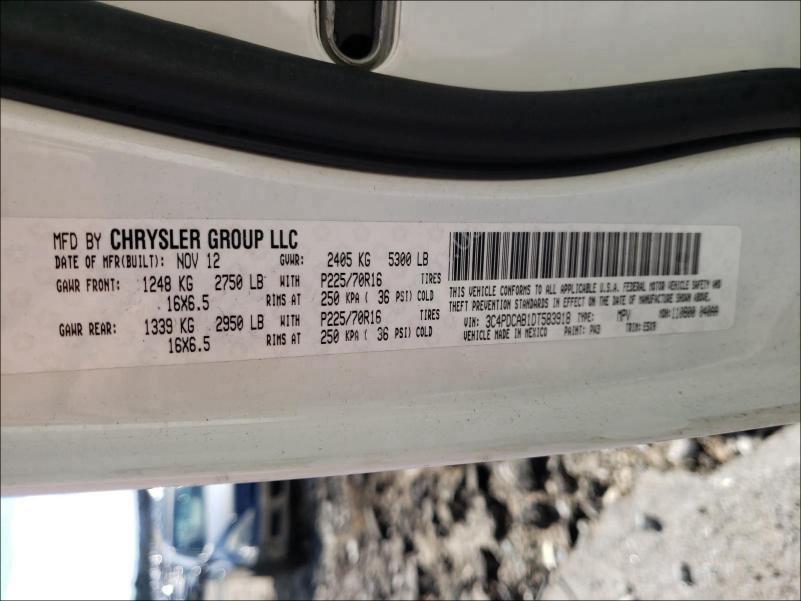 MFD BY CHRYSLER GROUP LLC
DATE OF MFR(BUILT): NOV 12 GVWR: 2405 KG 5300 LB
GAWR FRONT: 1248 KG 2750 LB WITH P225/70R16 TIRES
16X6.5 RIMS AT 250 KPA ( 36 PSI) COLD
GAWR REAR: 1339 KG 2950 LB WITH P225/70R16 TIRES
16X6.5 RIMS AT 250 KPA ( 36 PSI) COLD
THIS VEHICLE CONFORMS TO ALL APPLICABLE U.S.A. FEDERAL MOTOR VEHICLE SAFETY AND
THEFT PREVENTION STANDARDS IN EFFECT ON THE DATE OF MANUFACTURE SHOWN ABOVE.
VIN: 3C4PDCAB1DT583918 TYPE: MPV MDH: 110600
VEHICLE MADE IN MEXICO PAINT: PW3 TRIM: